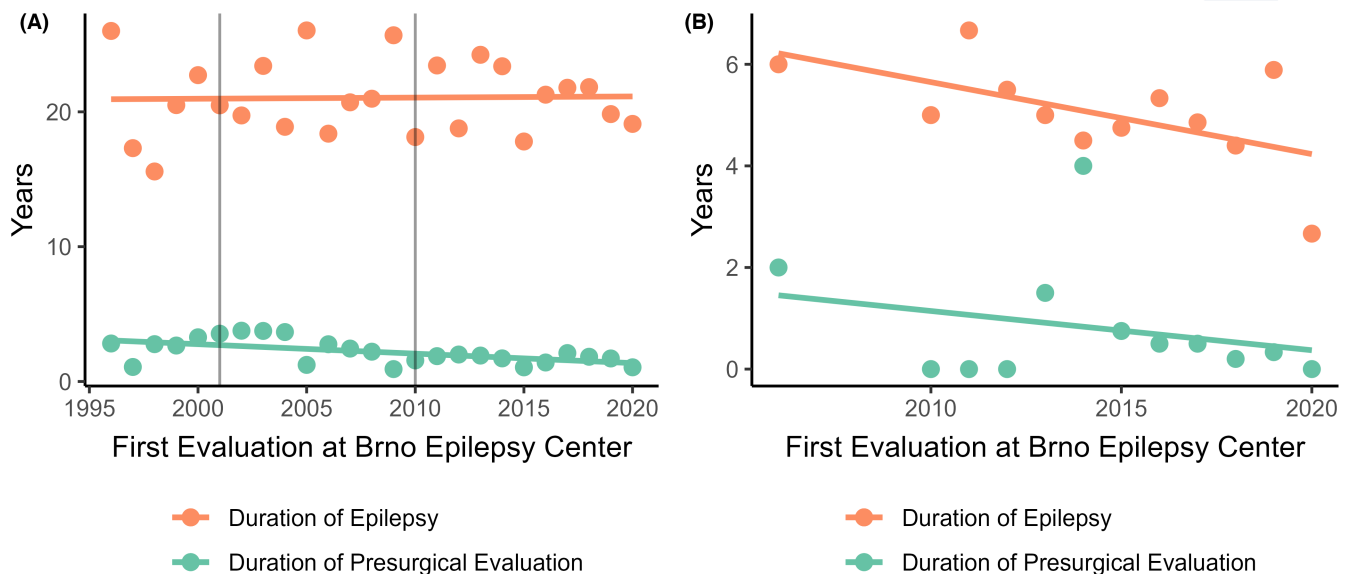 (A)
Years
20
10
0
1995 2000 2005 2010 2015 2020
First Evaluation at Brno Epilepsy Center
Duration of Epilepsy
Duration of Presurgical Evaluation
(B)
Years
6
4
2
0
2010 2015 2020
First Evaluation at Brno Epilepsy Center
Duration of Epilepsy
Duration of Presurgical Evaluation